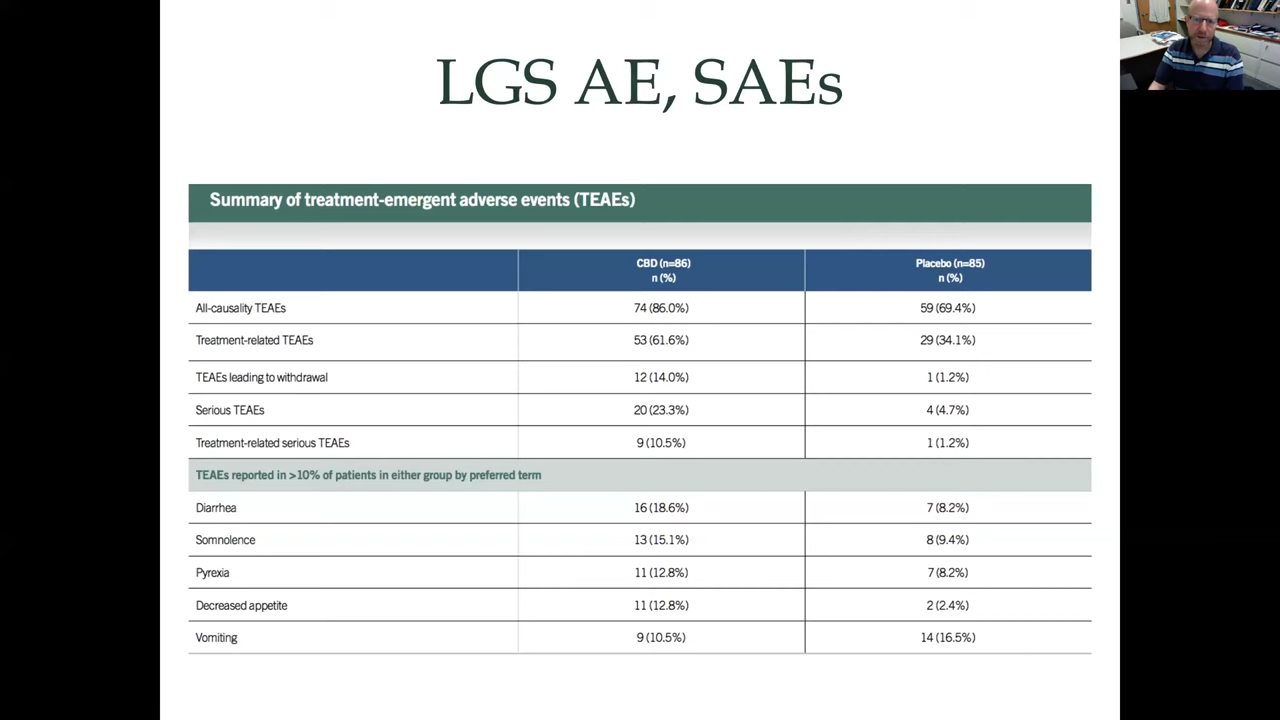 LGS AE, SAEs
Summary of treatment-emergent adverse events (TEAEs)
CBD (n=86) Placebo (n=85)
n (%) n (%)
All-causality TEAEs 74 (86.0%) 59 (69.4%)
Treatment-related TEAEs 53 (61.6%) 29 (34.1%)
TEAEs leading to withdrawal 12 (14.0%) 1 (1.2%)
Serious TEAEs 20 (23.3%) 4 (4.7%)
Treatment-related serious TEAEs 9 (10.5%) 1 (1.2%)
TEAEs reported in >10% of patients in either group by preferred term
Diarrhea 16 (18.6%) 7 (8.2%)
Somnolence 13 (15.1%) 8 (9.4%)
Pyrexia 11 (12.8%) 7 (8.2%)
Decreased appetite 11 (12.8%) 2 (2.4%)
Vomiting 9 (10.5%) 14 (16.5%)